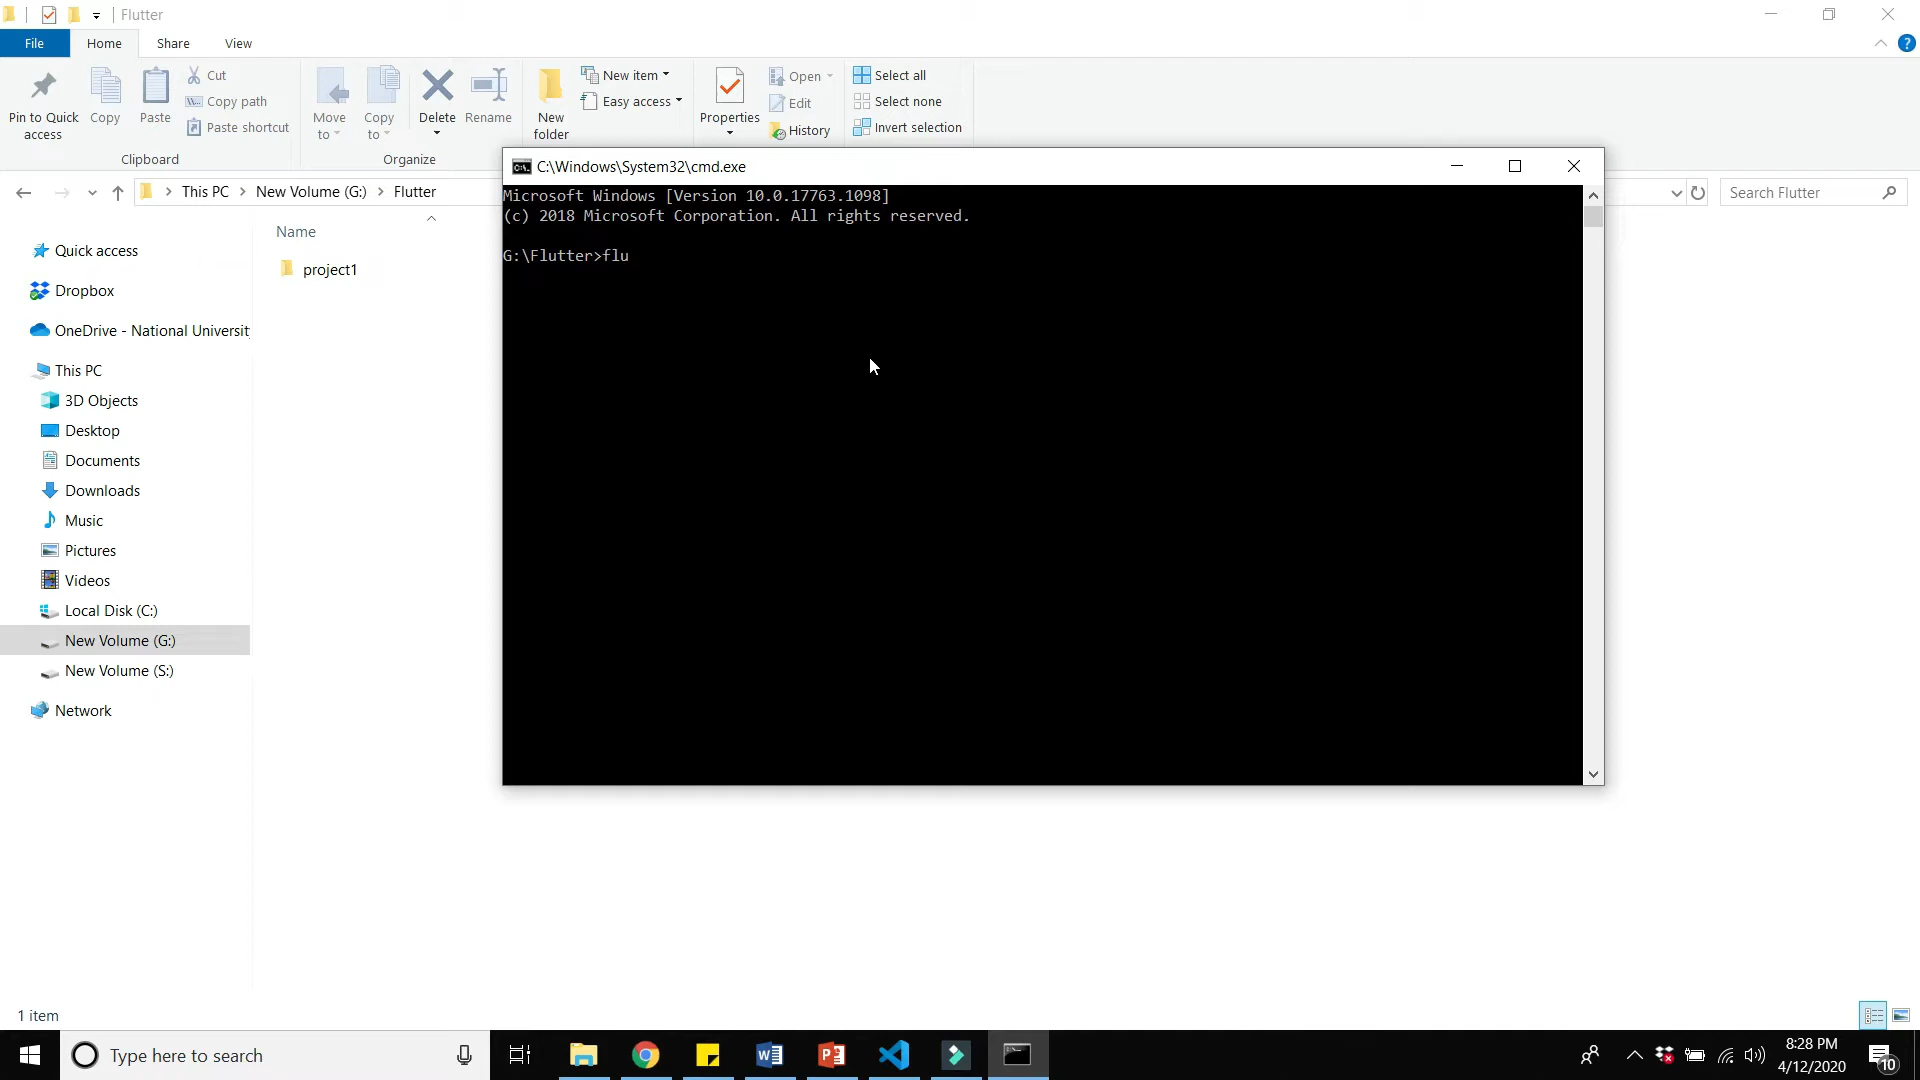 Flutter
File Home Share View
Pin to Quick access
Copy
Paste
Cut
Copy path
Paste shortcut
Clipboard
Move to
Copy to
Delete
Rename
Organize
New folder
New item
Easy access
Properties
Open
Edit
History
Select all
Select none
Invert selection
This PC > New Volume (G:) > Flutter
Search Flutter
Name
project1
Quick access
Dropbox
OneDrive - National Universit
This PC
3D Objects
Desktop
Documents
Downloads
Music
Pictures
Videos
Local Disk (C:)
New Volume (G:)
New Volume (S:)
Network
1 item
C:\Windows\System32\cmd.exe
Microsoft Windows [Version 10.0.17763.1098]
(c) 2018 Microsoft Corporation. All rights reserved.
G:\Flutter>flu
Type here to search
8:28 PM
4/12/2020
10